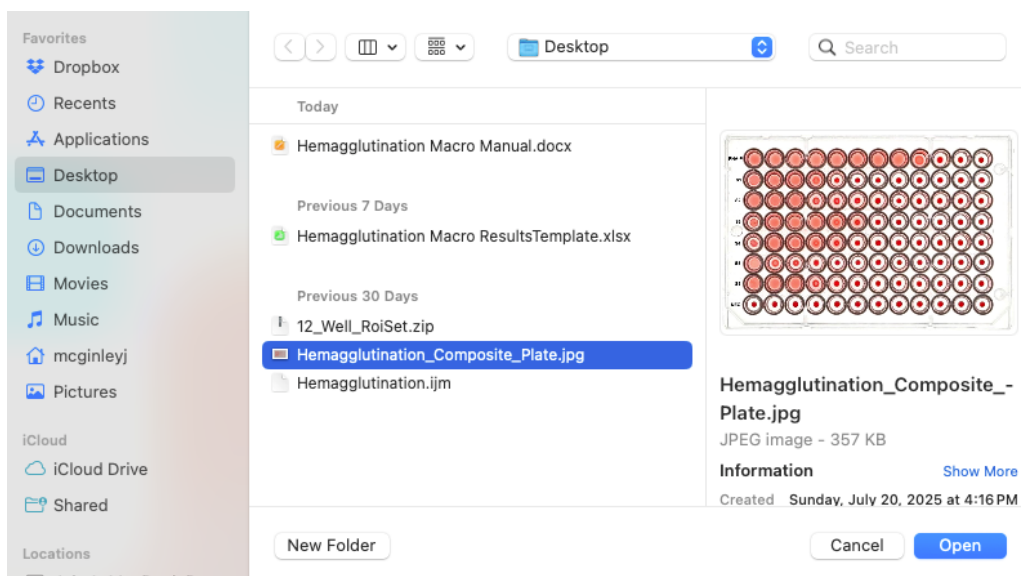 Favorites
Dropbox
Recents
Applications
Desktop
Documents
Downloads
Movies
Music
mcginleyj
Pictures
iCloud
iCloud Drive
Shared
Locations
Desktop
Search
Today
Hemagglutination Macro Manual.docx
Previous 7 Days
Hemagglutination Macro ResultsTemplate.xlsx
Previous 30 Days
12_Well_RoiSet.zip
Hemagglutination_Composite_Plate.jpg
Hemagglutination.ijm
Hemagglutination_Composite_-
Plate.jpg
JPEG image - 357 KB
Information Show More
Created Sunday, July 20, 2025 at 4:16 PM
New Folder
Cancel
Open